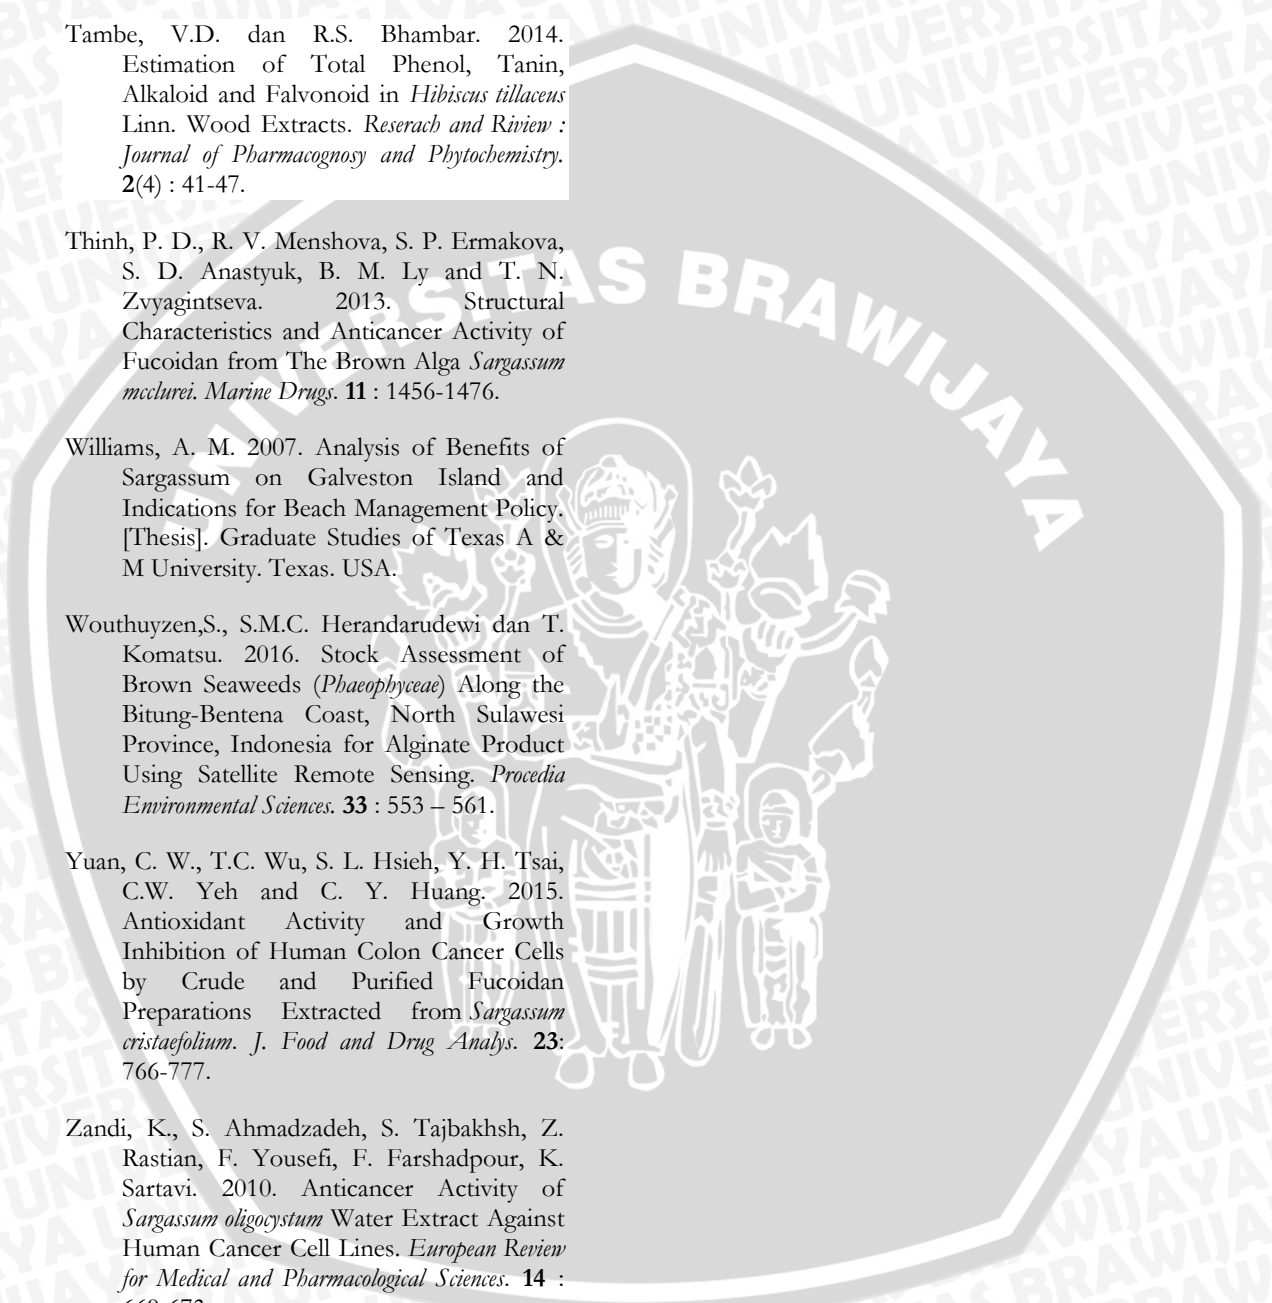 Tambe, V.D. dan R.S. Bhambar. 2014.
Estimation of Total Phenol, Tanin,
Alkaloid and Falvonoid in Hibiscus tillaceus
Linn. Wood Extracts. Reserach and Riview :
Journal of Pharmacognosy and Phytochemistry.
2(4) : 41-47.
Thinh, P. D., R. V. Menshova, S. P. Ermakova,
S. D. Anastyuk, B. M. Ly and T. N.
Zvyagintseva. 2013. Structural
Characteristics and Anticancer Activity of
Fucoidan from The Brown Alga Sargassum
mcclurei. Marine Drugs. 11 : 1456-1476.
Williams, A. M. 2007. Analysis of Benefits of
Sargassum on Galveston Island and
Indications for Beach Management Policy.
[Thesis]. Graduate Studies of Texas A &
M University. Texas. USA.
Wouthuyzen,S., S.M.C. Herandarudewi dan T.
Komatsu. 2016. Stock Assessment of
Brown Seaweeds (Phaeophyceae) Along the
Bitung-Bentena Coast, North Sulawesi
Province, Indonesia for Alginate Product
Using Satellite Remote Sensing. Procedia
Environmental Sciences. 33 : 553 – 561.
Yuan, C. W., T.C. Wu, S. L. Hsieh, Y. H. Tsai,
C.W. Yeh and C. Y. Huang. 2015.
Antioxidant Activity and Growth
Inhibition of Human Colon Cancer Cells
by Crude and Purified Fucoidan
Preparations Extracted from Sargassum
cristaefolium. J. Food and Drug Analys. 23:
766-777.
Zandi, K., S. Ahmadzadeh, S. Tajbakhsh, Z.
Rastian, F. Yousefi, F. Farshadpour, K.
Sartavi. 2010. Anticancer Activity of
Sargassum oligocystum Water Extract Against
Human Cancer Cell Lines. European Review
for Medical and Pharmacological Sciences. 14 :
UNIVERSITAS BRAWIJAYA